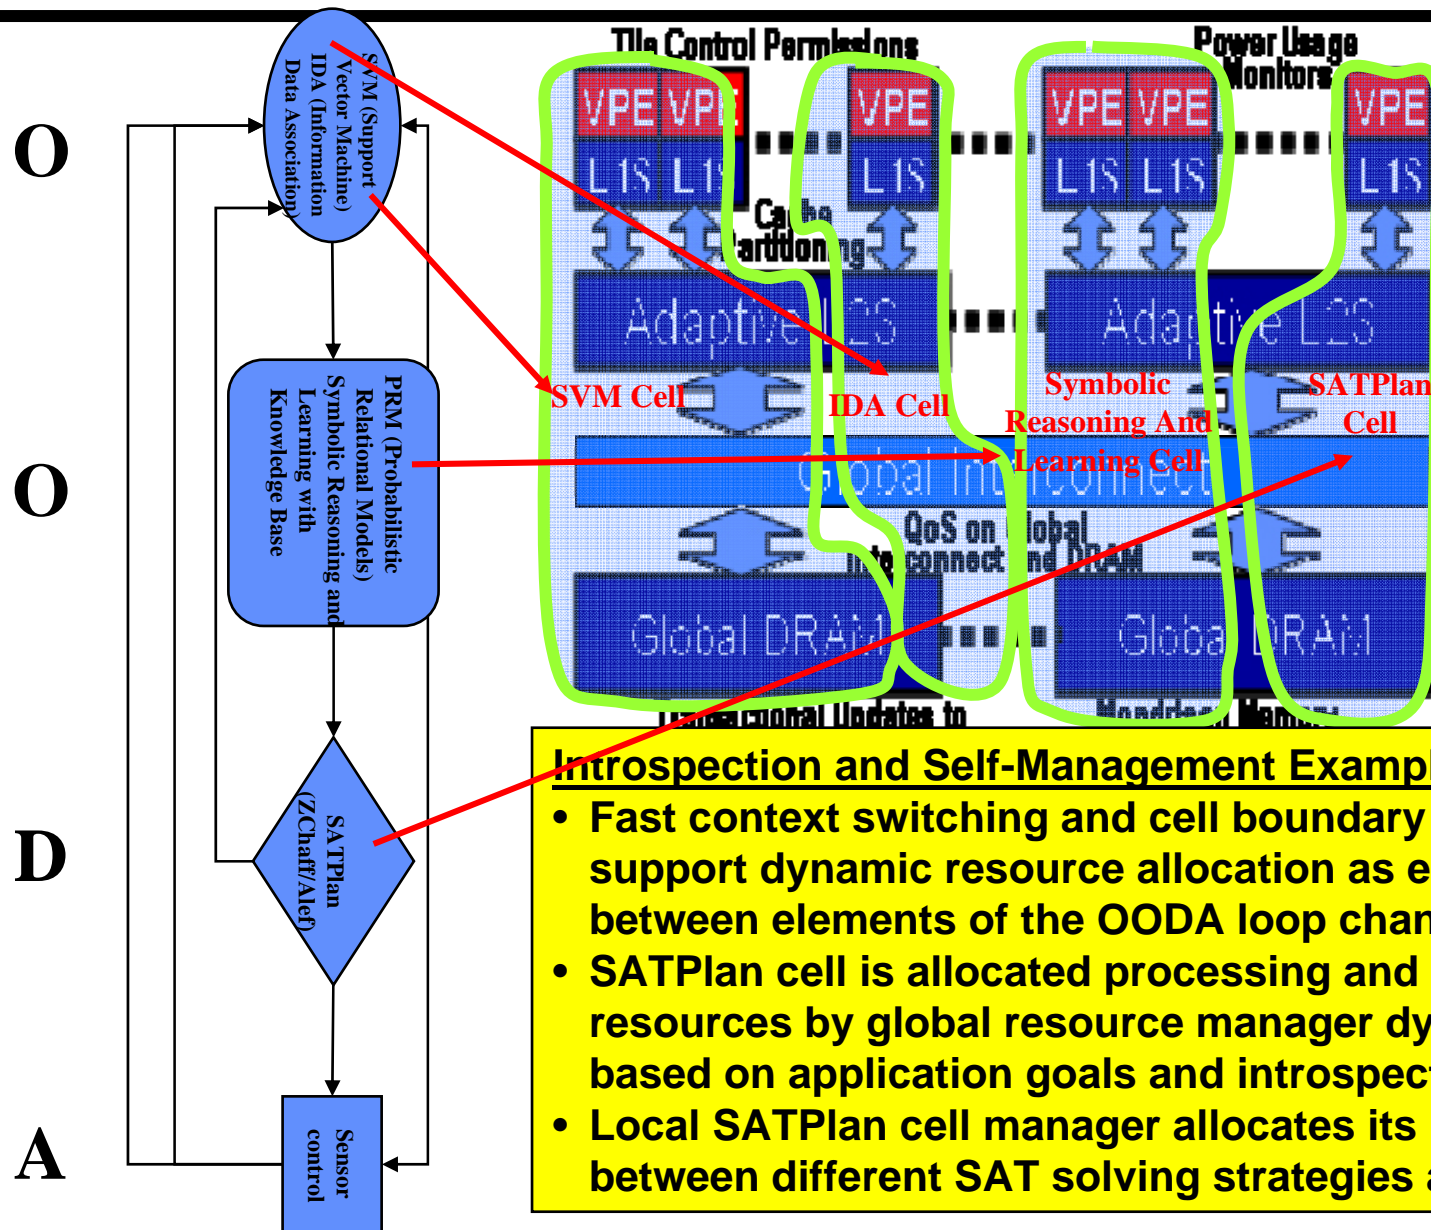 O
O
D
A
SVM (Support
Vector Machine)
IDA (Information
Data Association)
PRM (Probabilistic
Relational Models)
Symbolic Reasoning and
Learning with
Knowledge Base
SATPlan
(ZChaff/Alef)
Sensor
control
Tile Control Permissions
Power Usage
Monitors
VPE VPE VPE VPE VPE VPE
L1S L1S L1S L1S L1S L1S
Cache
Partitioning
Adaptive L2S Adaptive L2S
SVM Cell
IDA Cell
Symbolic
Reasoning And
Learning Cell
SATPlan
Cell
Global Interconnect
QoS on Global
Interconnect and DRAM
Global DRAM Global DRAM
Transactional Updates to
Mondriaan Memory
Introspection and Self-Management Exampl
• Fast context switching and cell boundary
support dynamic resource allocation as e
between elements of the OODA loop chan
• SATPlan cell is allocated processing and
resources by global resource manager dy
based on application goals and introspect
• Local SATPlan cell manager allocates its
between different SAT solving strategies a